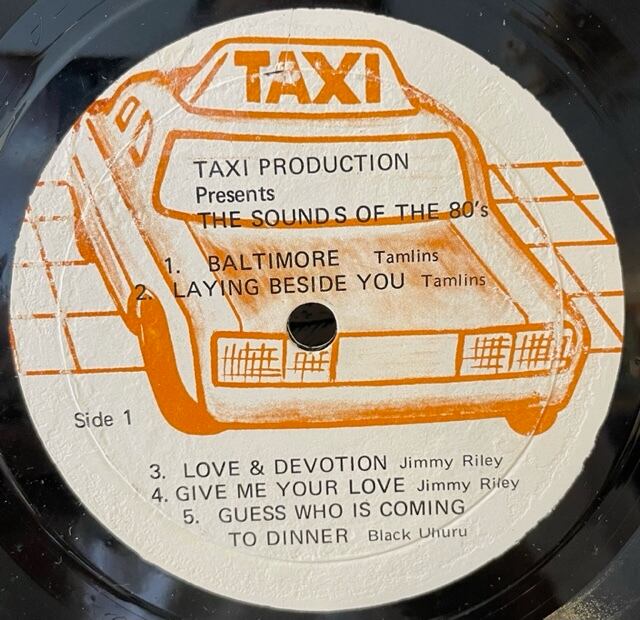 TAXI
TAXI PRODUCTION
Presents
THE SOUNDS OF THE 80's
1. BALTIMORE Tamlins
2. LAYING BESIDE YOU Tamlins
Side 1
3. LOVE & DEVOTION Jimmy Riley
4. GIVE ME YOUR LOVE Jimmy Riley
5. GUESS WHO IS COMING
TO DINNER Black Uhuru